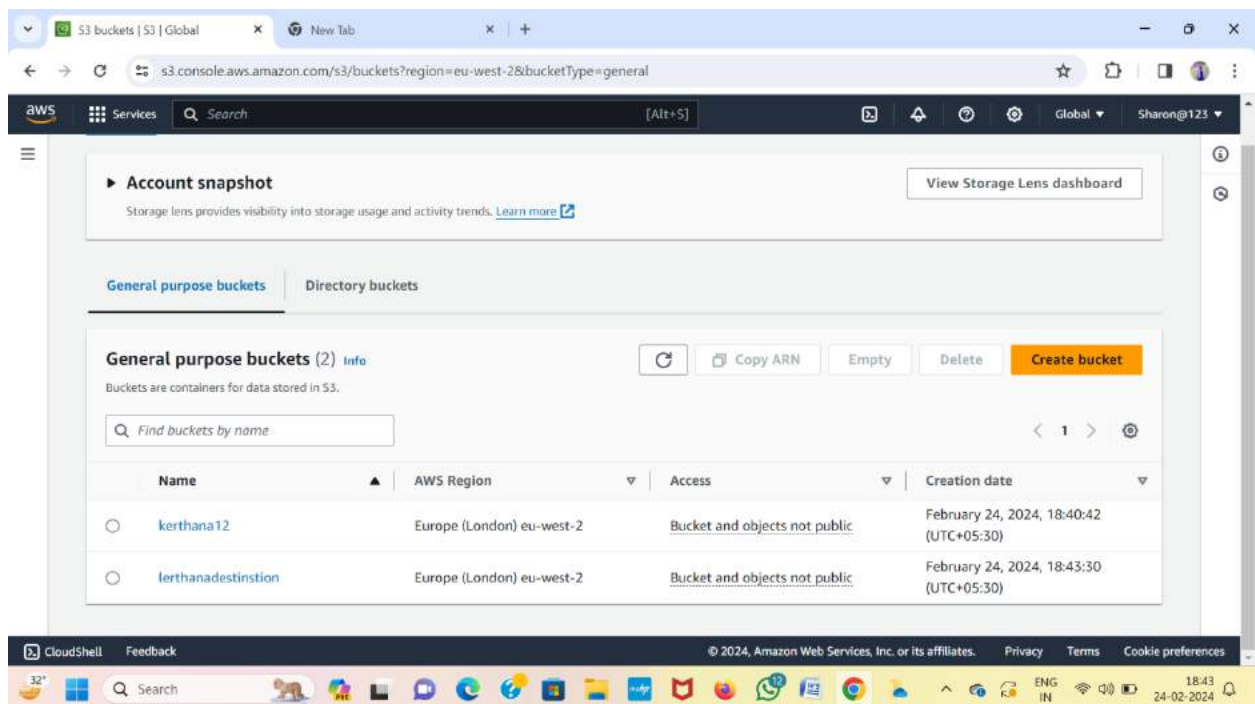 S3 buckets | S3 | Global
New Tab
s3.console.aws.amazon.com/s3/buckets?region=eu-west-2&bucketType=general
aws
Services
Search
[Alt+S]
Global
Sharon@123
Account snapshot
View Storage Lens dashboard
Storage lens provides visibility into storage usage and activity trends. Learn more
General purpose buckets
Directory buckets
General purpose buckets (2) Info
Copy ARN
Empty
Delete
Create bucket
Buckets are containers for data stored in S3.
Find buckets by name
1
Name
AWS Region
Access
Creation date
kerthana12
Europe (London) eu-west-2
Bucket and objects not public
February 24, 2024, 18:40:42
(UTC+05:30)
lerthanadestinstion
Europe (London) eu-west-2
Bucket and objects not public
February 24, 2024, 18:43:30
(UTC+05:30)
CloudShell
Feedback
© 2024, Amazon Web Services, Inc. or its affiliates.
Privacy
Terms
Cookie preferences
32°
Search
PRE
12
ENG
IN
18:43
24-02-2024